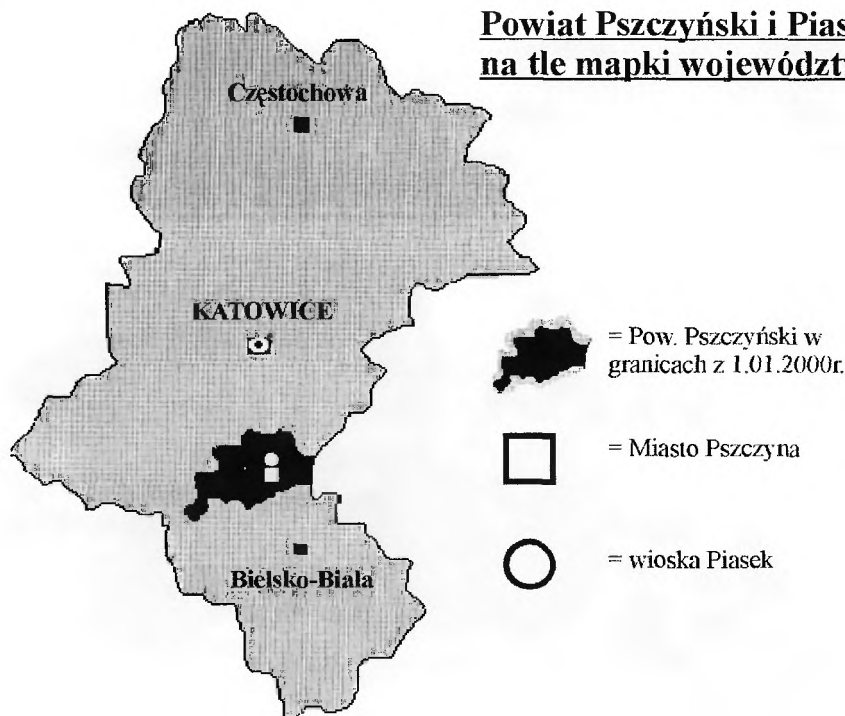 Powiat Pszczyński i Pias
na tle mapki województw
Częstochowa
KATOWICE
= Pow. Pszczyński w
granicach z 1.01.2000r.
= Miasto Pszczyna
= wioska Piasek
Bielsko-Biala